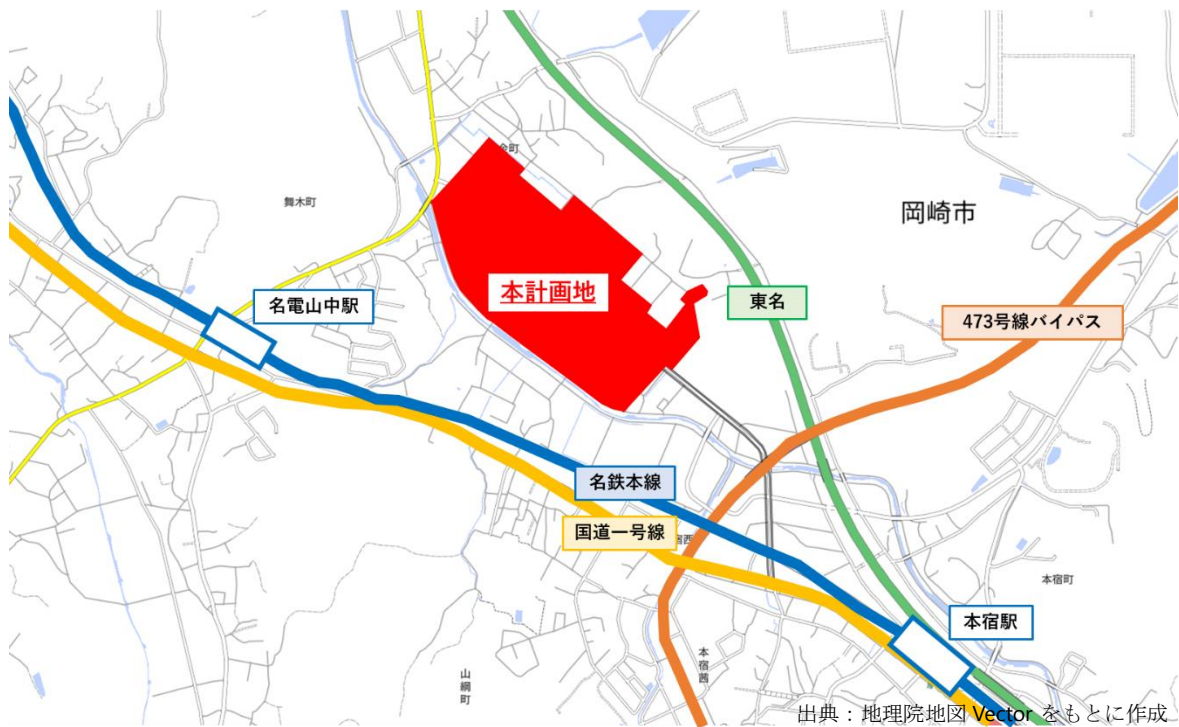 舞木町
岡崎市
本計画地
東名
名電山中駅
473号線バイパス
名鉄本線
国道一号線
本宿町
本宿駅
本宿茜
山綱町
出典：地理院地図 Vector をもとに作成